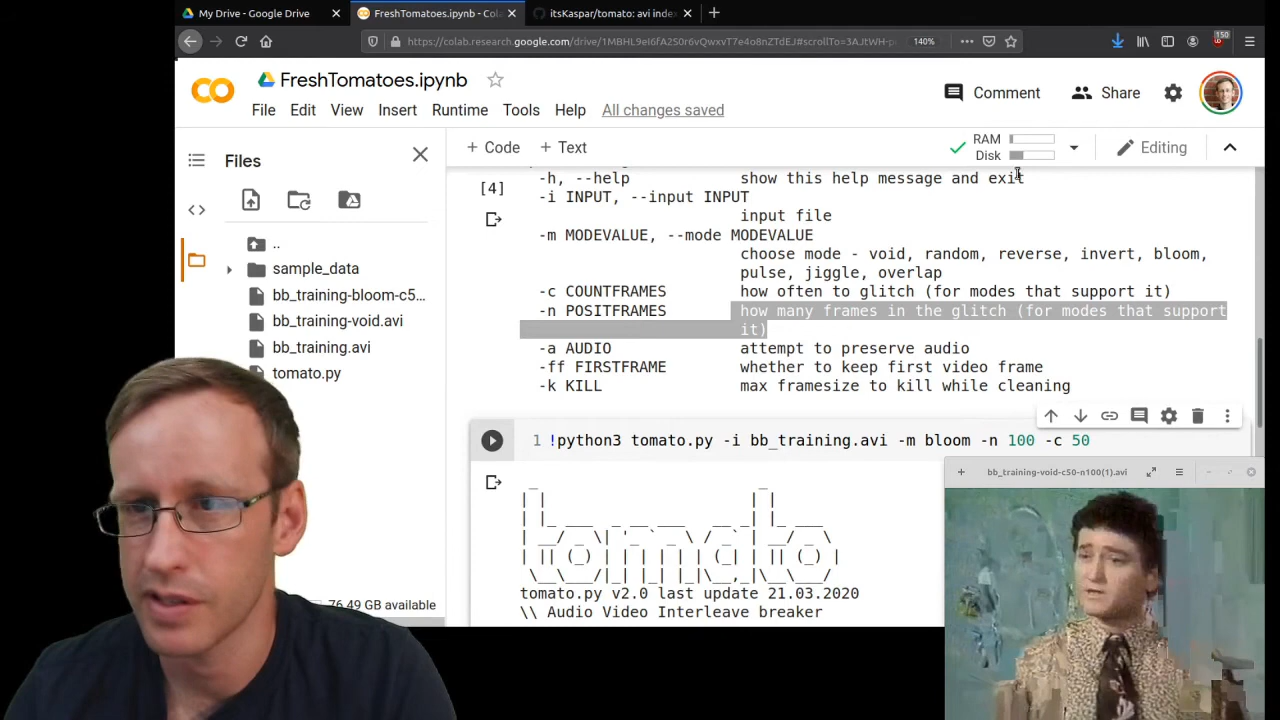 My Drive - Google Drive
FreshTomatoes.ipynb - Cola
itsKaspar/tomato: avi index
https://colab.research.google.com/drive/1MBHL9eI6fA2S0r6vQwxvT7e4o8nZTdEJ#scrollTo=3AJtWH-p
140%
150
FreshTomatoes.ipynb
File Edit View Insert Runtime Tools Help All changes saved
Comment Share
+ Code + Text
RAM
Disk
Editing
Files
..
sample_data
bb_training-bloom-c5...
bb_training-void.avi
bb_training.avi
tomato.py
76.49 GB available
[4]
-h, --help show this help message and exit
-i INPUT, --input INPUT
input file
-m MODEVALUE, --mode MODEVALUE
choose mode - void, random, reverse, invert, bloom,
pulse, jiggle, overlap
-c COUNTFRAMES how often to glitch (for modes that support it)
-n POSITFRAMES how many frames in the glitch (for modes that support
it)
-a AUDIO attempt to preserve audio
-ff FIRSTFRAME whether to keep first video frame
-k KILL max framesize to kill while cleaning
1 !python3 tomato.py -i bb_training.avi -m bloom -n 100 -c 50
tomato
tomato.py v2.0 last update 21.03.2020
\\ Audio Video Interleave breaker
bb_training-void-c50-n100(1).avi